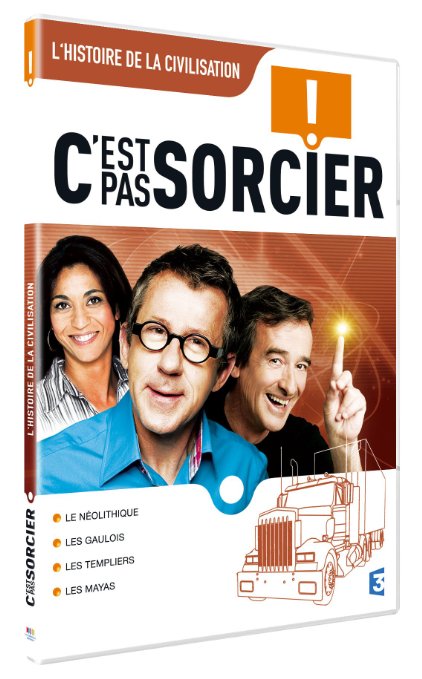 L'HISTOIRE DE LA CIVILISATION
!
C'EST
PAS SORCIER
LE NÉOLITHIQUE
LES GAULOIS
LES TEMPLIERS
LES MAYAS
3
!
L'HISTOIRE DE LA CIVILISATION
C'EST
PAS SORCIER